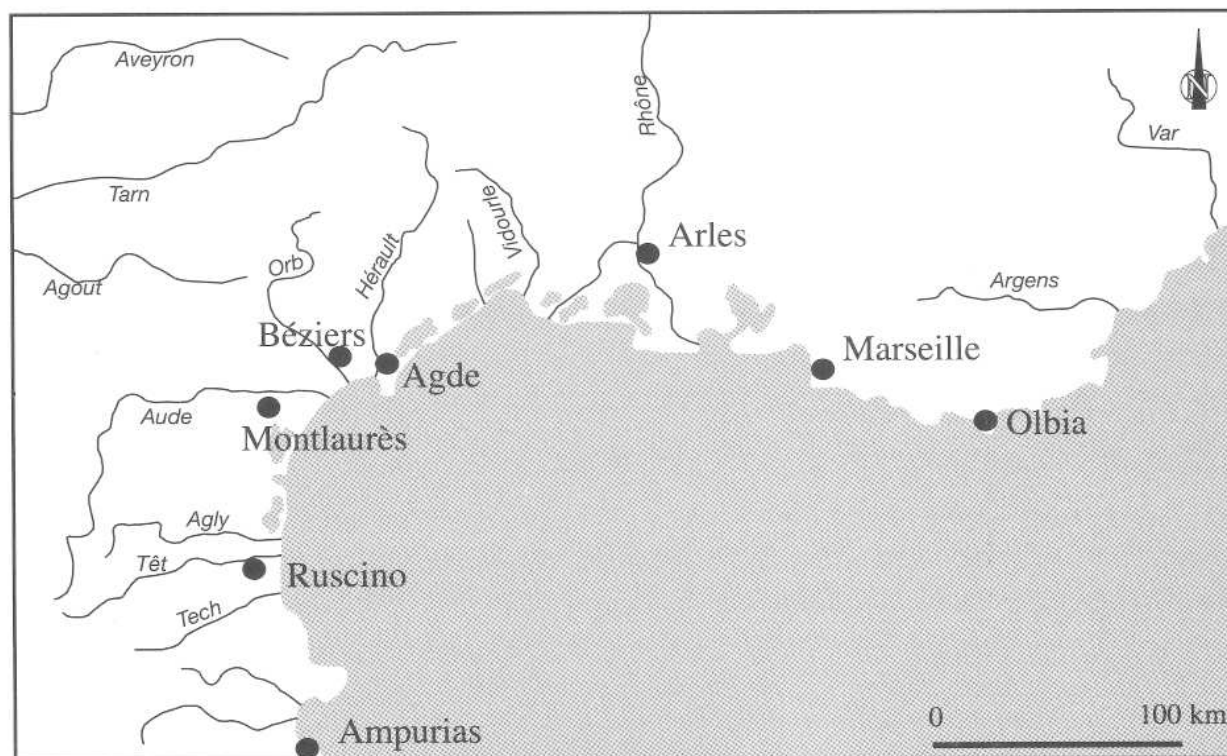 Aveyron
N
Rhône
Var
Tarn
Vidourle
Arles
Orb
Hérault
Agout
Argens
Béziers
Marseille
Agde
Aude
Olbia
Montlaurès
Agly
Têt
Ruscino
Tech
0 100 km
Ampurias